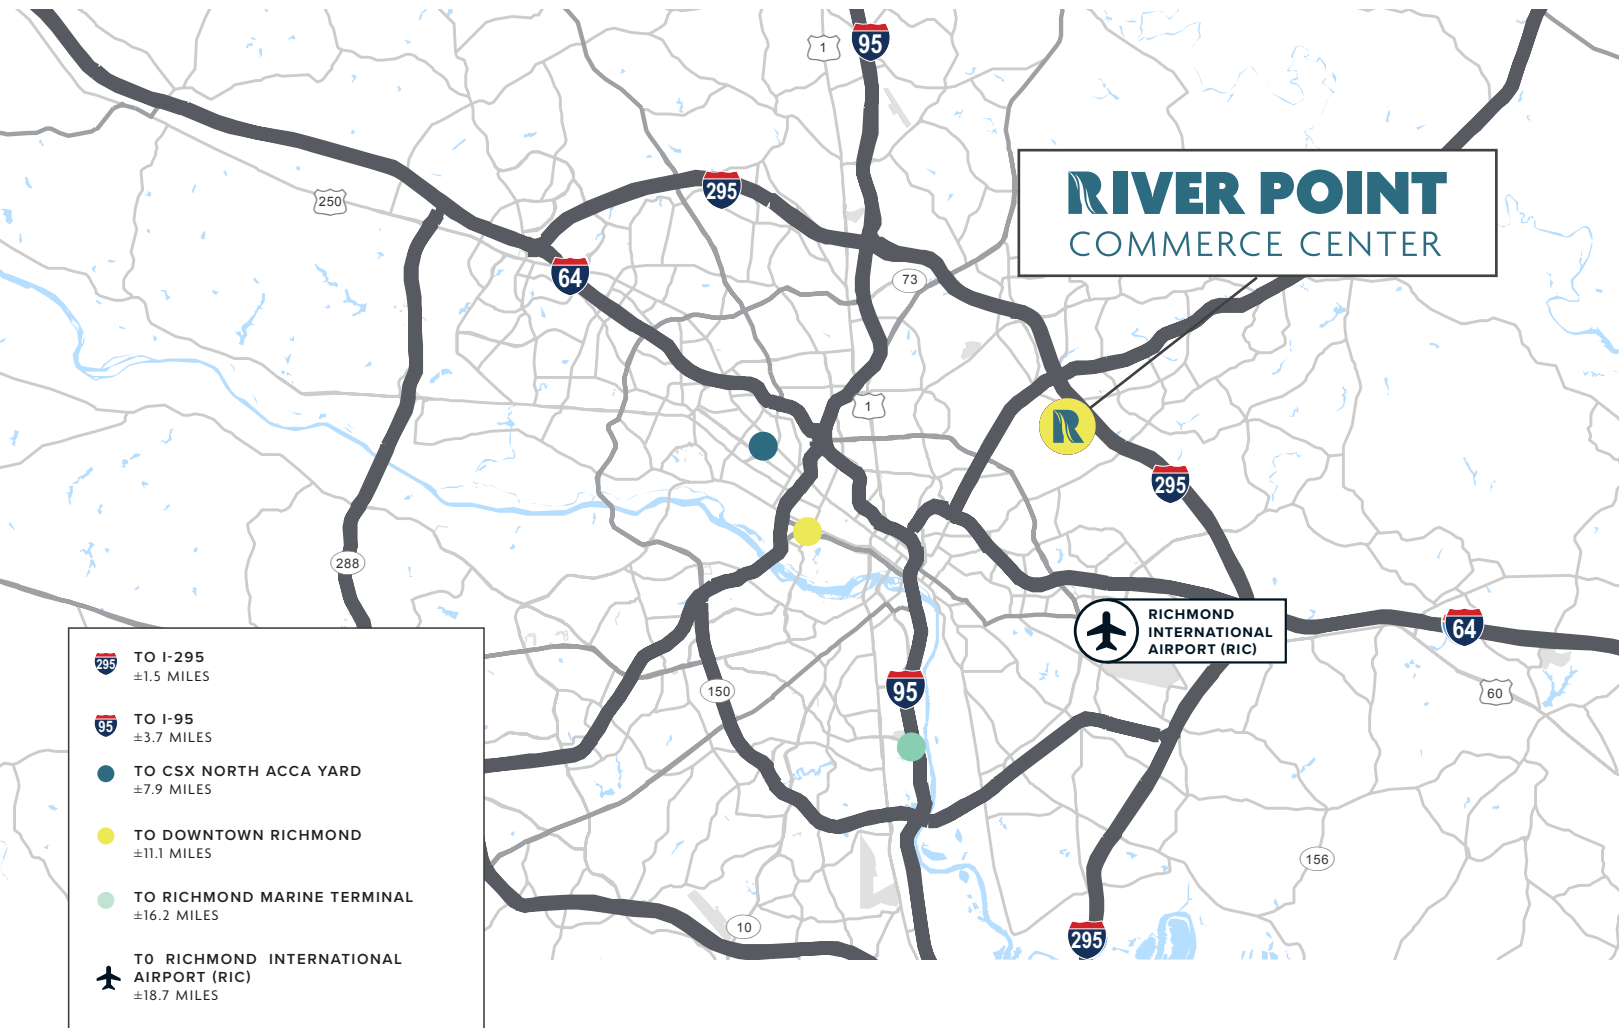 1
95
250
295
RIVER POINT
COMMERCE CENTER
64
73
1
295
288
RICHMOND
INTERNATIONAL
AIRPORT (RIC)
64
150
95
60
156
10
295
295
TO I-295
±1.5 MILES
95
TO I-95
±3.7 MILES
TO CSX NORTH ACCA YARD
±7.9 MILES
TO DOWNTOWN RICHMOND
±11.1 MILES
TO RICHMOND MARINE TERMINAL
±16.2 MILES
T0 RICHMOND INTERNATIONAL
AIRPORT (RIC)
±18.7 MILES
R